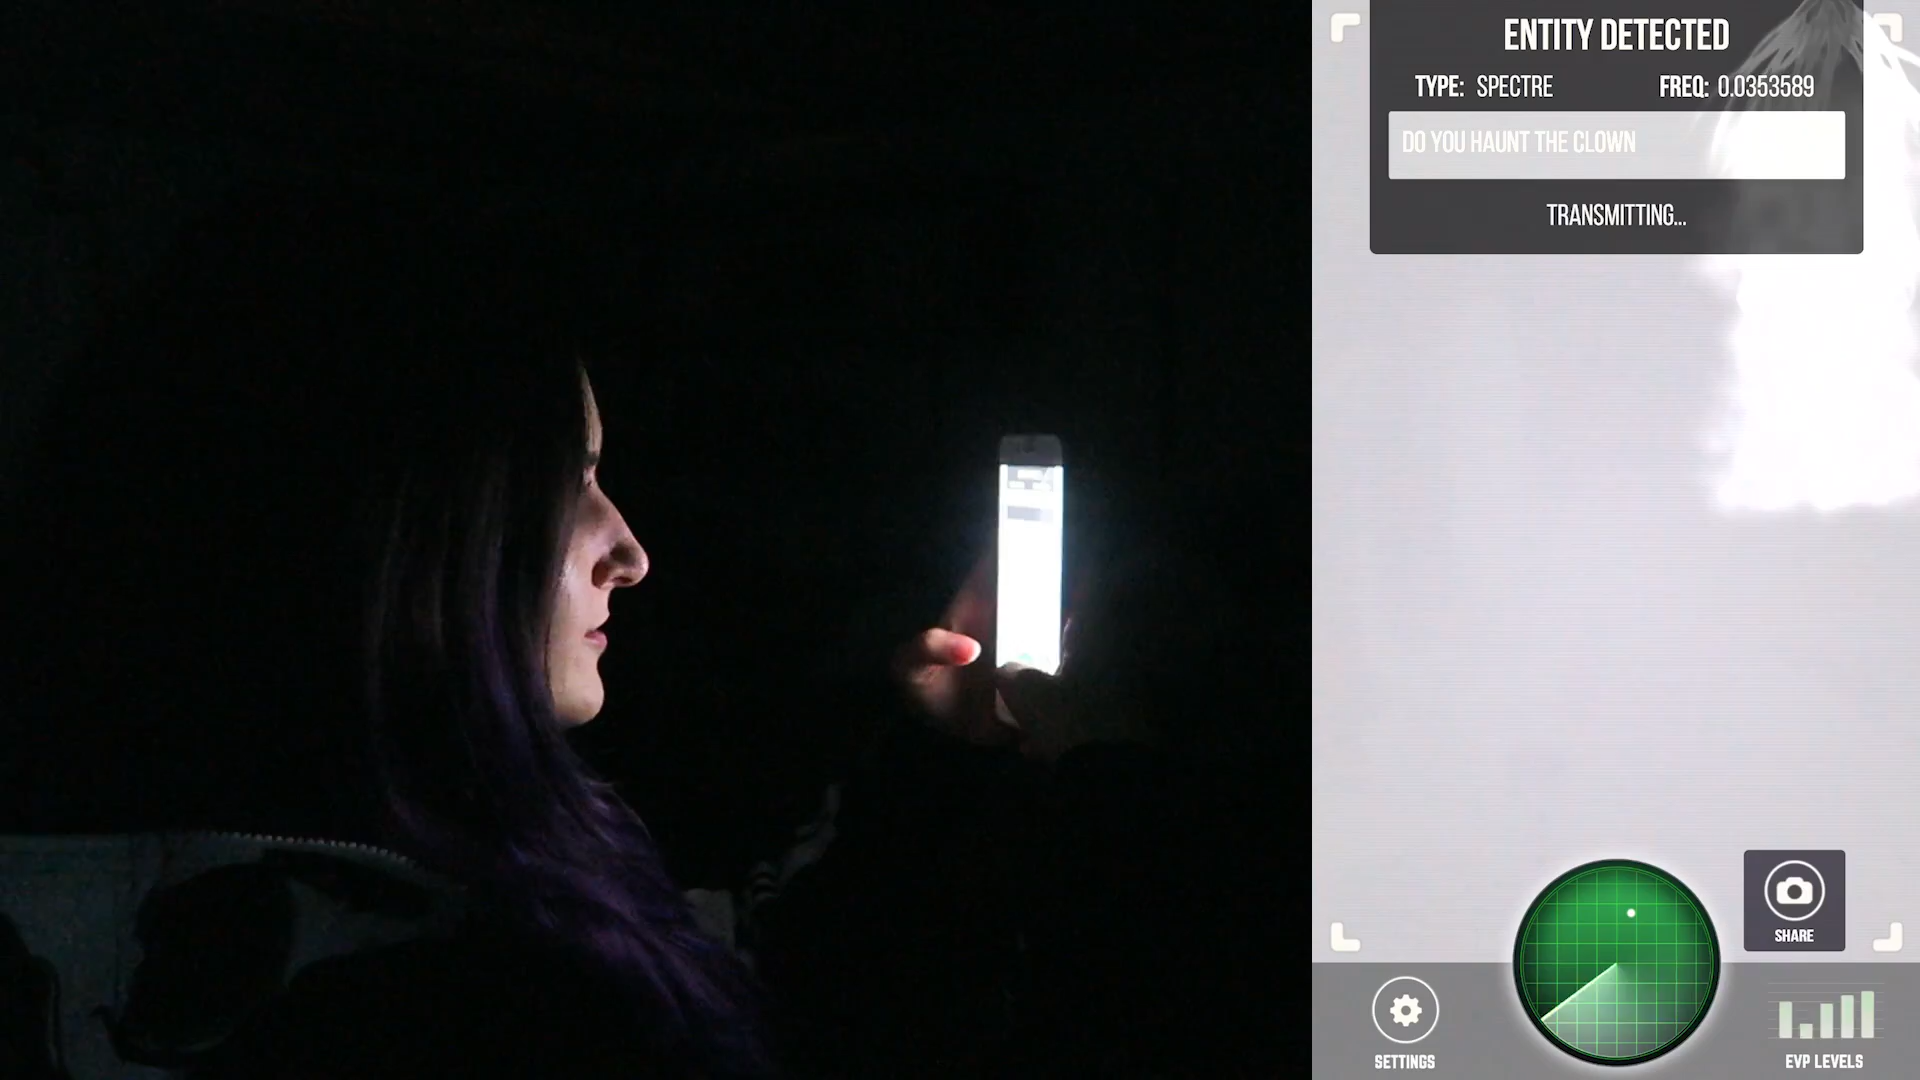 ENTITY DETECTED
TYPE: SPECTRE FREQ: 0.0353589
DO YOU HAUNT THE CLOWN
TRANSMITTING...
SHARE
SETTINGS
EVP LEVELS